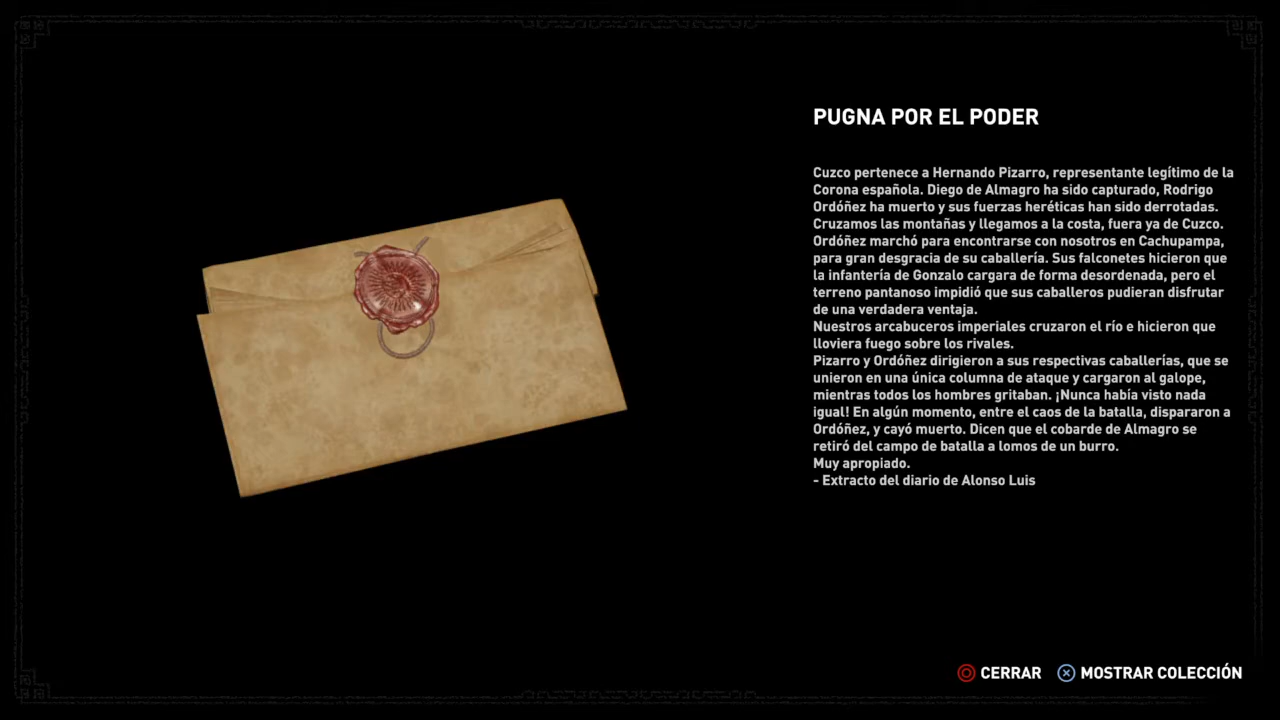 PUGNA POR EL PODER
Cuzco pertenece a Hernando Pizarro, representante legítimo de la
Corona española. Diego de Almagro ha sido capturado, Rodrigo
Ordóñez ha muerto y sus fuerzas heréticas han sido derrotadas.
Cruzamos las montañas y llegamos a la costa, fuera ya de Cuzco.
Ordóñez marchó para encontrarse con nosotros en Cachupampa,
para gran desgracia de su caballería. Sus falconetes hicieron que
la infantería de Gonzalo cargara de forma desordenada, pero el
terreno pantanoso impidió que sus caballeros pudieran disfrutar
de una verdadera ventaja.
Nuestros arcabuceros imperiales cruzaron el río e hicieron que
lloviera fuego sobre los rivales.
Pizarro y Ordóñez dirigieron a sus respectivas caballerías, que se
unieron en una única columna de ataque y cargaron al galope,
mientras todos los hombres gritaban. ¡Nunca había visto nada
igual! En algún momento, entre el caos de la batalla, dispararon a
Ordóñez, y cayó muerto. Dicen que el cobarde de Almagro se
retiró del campo de batalla a lomos de un burro.
Muy apropiado.
- Extracto del diario de Alonso Luis
CERRAR MOSTRAR COLECCIÓN